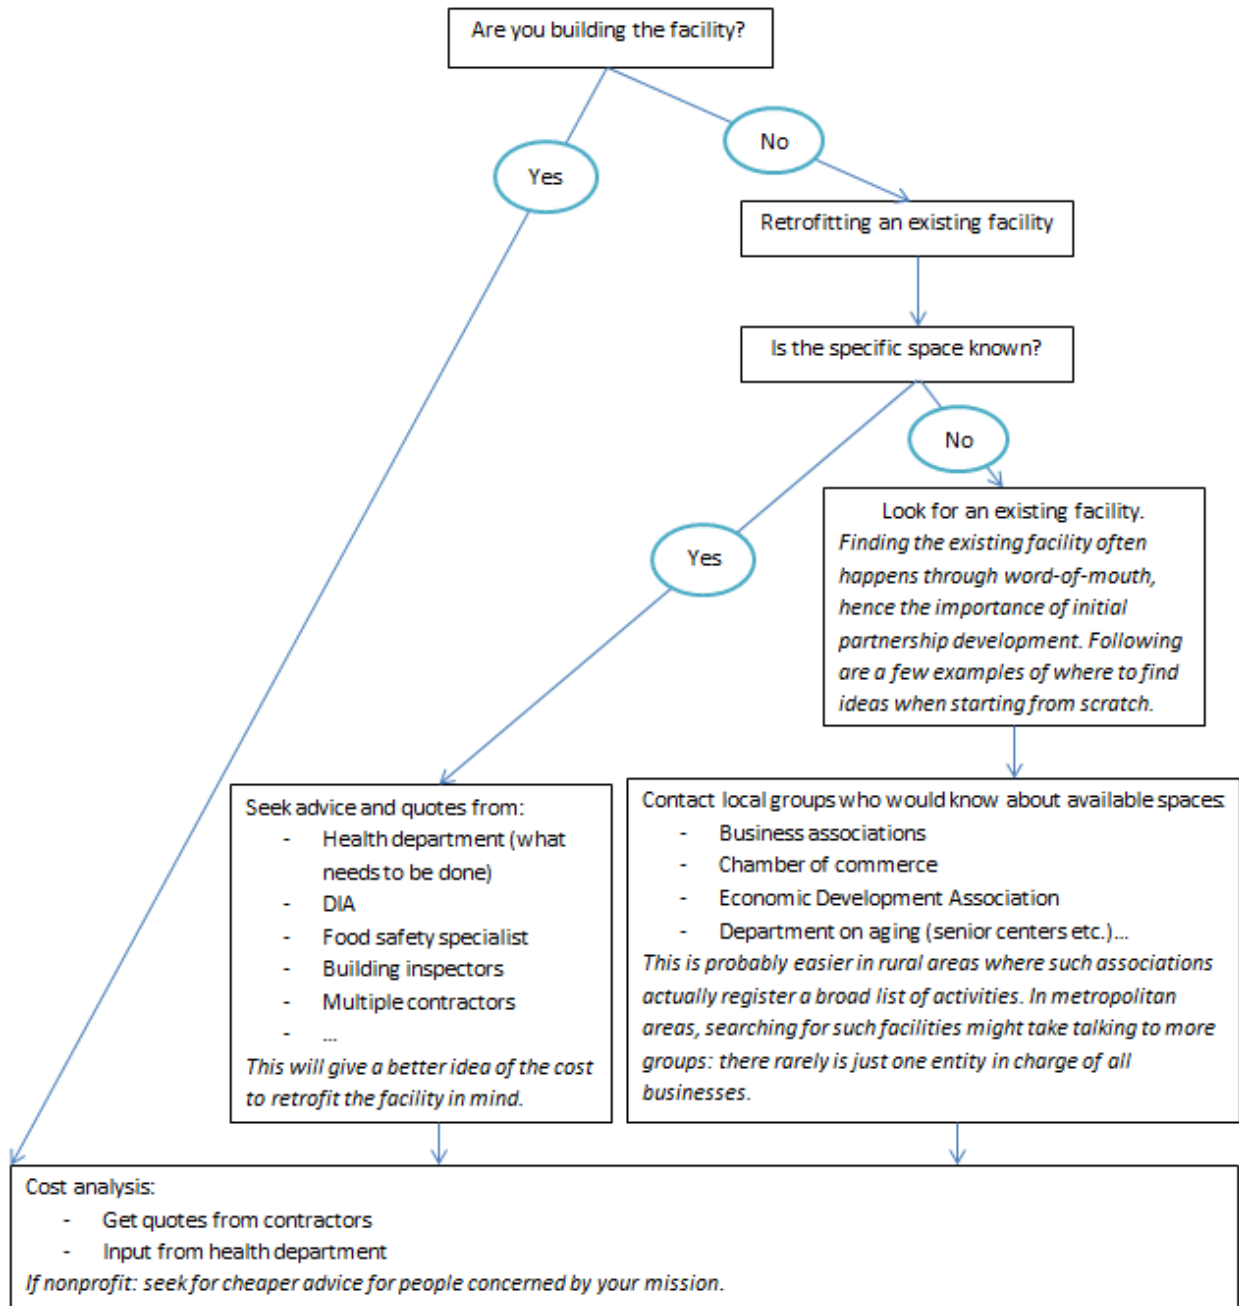 Are you building the facility?
No
Yes
Retrofitting an existing facility
Is the specific space known?
No
Yes
Look for an existing facility.
Finding the existing facility often
happens through word-of-mouth,
hence the importance of initial
partnership development. Following
are a few examples of where to find
ideas when starting from scratch.
Seek advice and quotes from:
- Health department (what
needs to be done)
- DIA
- Food safety specialist
- Building inspectors
- Multiple contractors
- ...
This will give a better idea of the cost
to retrofit the facility in mind.
Contact local groups who would know about available spaces:
- Business associations
- Chamber of commerce
- Economic Development Association
- Department on aging (senior centers etc.)...
This is probably easier in rural areas where such associations
actually register a broad list of activities. In metropolitan
areas, searching for such facilities might take talking to more
groups: there rarely is just one entity in charge of all
businesses.
Cost analysis:
- Get quotes from contractors
- Input from health department
If nonprofit: seek for cheaper advice for people concerned by your mission.